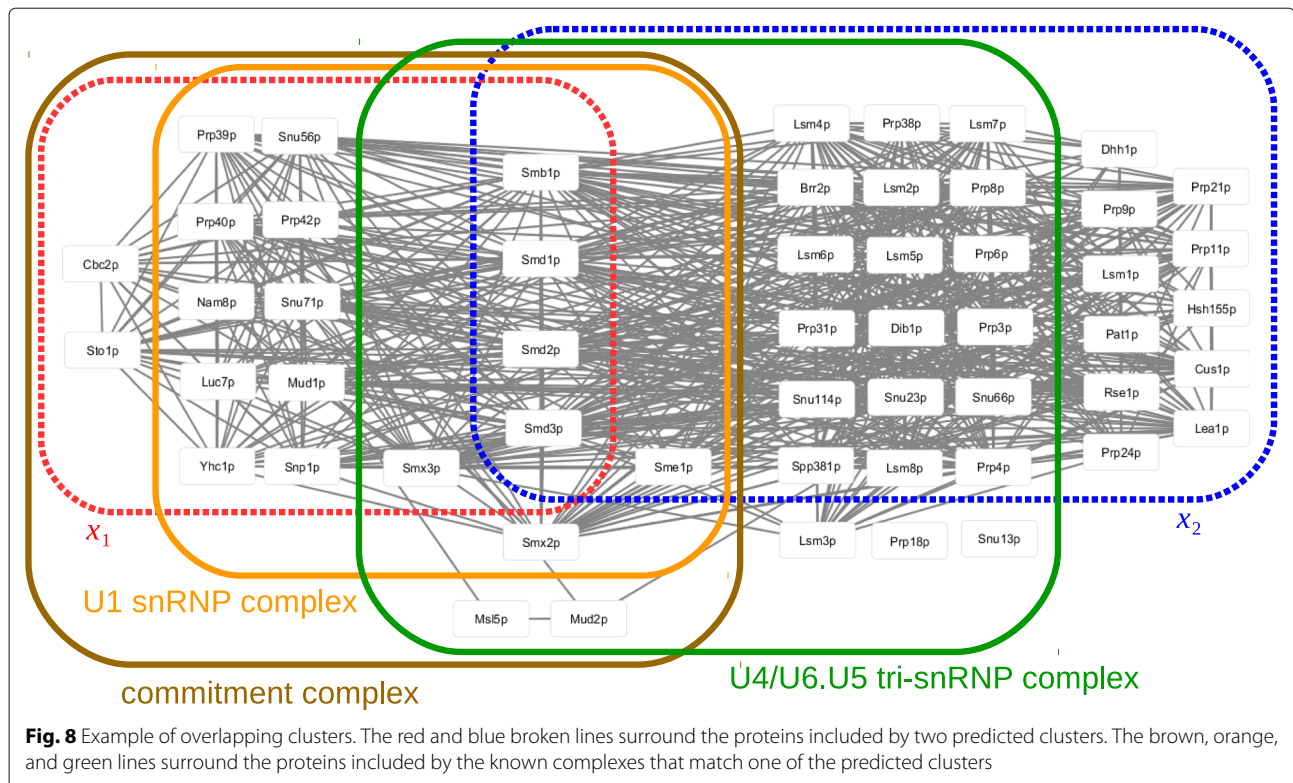 Prp39p Snu56p Lsm4p Prp38p Lsm7p
Dhh1p
Smb1p Brr2p Lsm2p Prp8p Prp21p
Prp40p Prp42p Prp9p
Cbc2p Smd1p Lsm6p Lsm5p Prp6p Prp11p
Lsm1p
Nam8p Snu71p Hsh155p
Sto1p Smd2p Prp31p Dib1p Prp3p Pat1p
Luc7p Mud1p Cus1p
Snu114p Snu23p Snu66p Rse1p
Smd3p Lea1p
Yhc1p Snp1p Smx3p Sme1p Spp381p Lsm8p Prp4p Prp24p
x1 x2
Smx2p Lsm3p Prp18p Snu13p
U1 snRNP complex
Msl5p Mud2p
U4/U6.U5 tri-snRNP complex
commitment complex
Fig. 8 Example of overlapping clusters. The red and blue broken lines surround the proteins included by two predicted clusters. The brown, orange,
and green lines surround the proteins included by the known complexes that match one of the predicted clusters